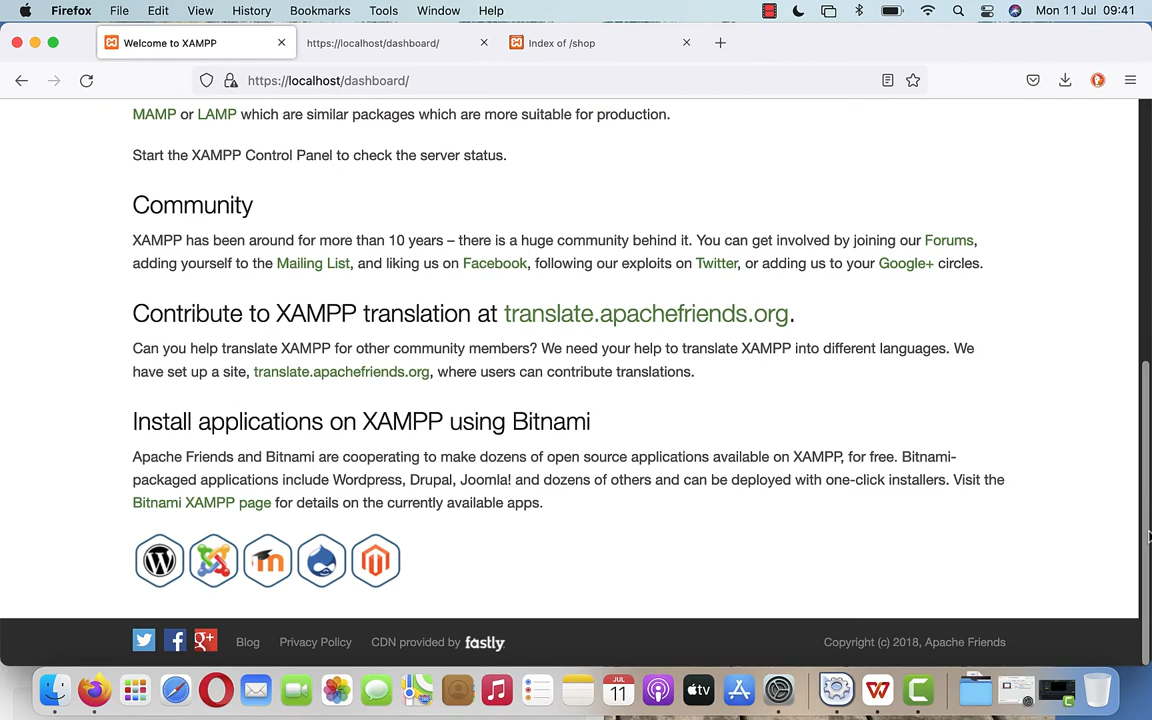 Firefox File Edit View History Bookmarks Tools Window Help Mon 11 Jul 09:41
Welcome to XAMPP https://localhost/dashboard/ Index of /shop
https://localhost/dashboard/
MAMP or LAMP which are similar packages which are more suitable for production.
Start the XAMPP Control Panel to check the server status.
Community
XAMPP has been around for more than 10 years – there is a huge community behind it. You can get involved by joining our Forums,
adding yourself to the Mailing List, and liking us on Facebook, following our exploits on Twitter, or adding us to your Google+ circles.
Contribute to XAMPP translation at translate.apachefriends.org.
Can you help translate XAMPP for other community members? We need your help to translate XAMPP into different languages. We
have set up a site, translate.apachefriends.org, where users can contribute translations.
Install applications on XAMPP using Bitnami
Apache Friends and Bitnami are cooperating to make dozens of open source applications available on XAMPP, for free. Bitnami-
packaged applications include Wordpress, Drupal, Joomla! and dozens of others and can be deployed with one-click installers. Visit the
Bitnami XAMPP page for details on the currently available apps.
Blog Privacy Policy CDN provided by fastly Copyright (c) 2018, Apache Friends
JUL
11
tv